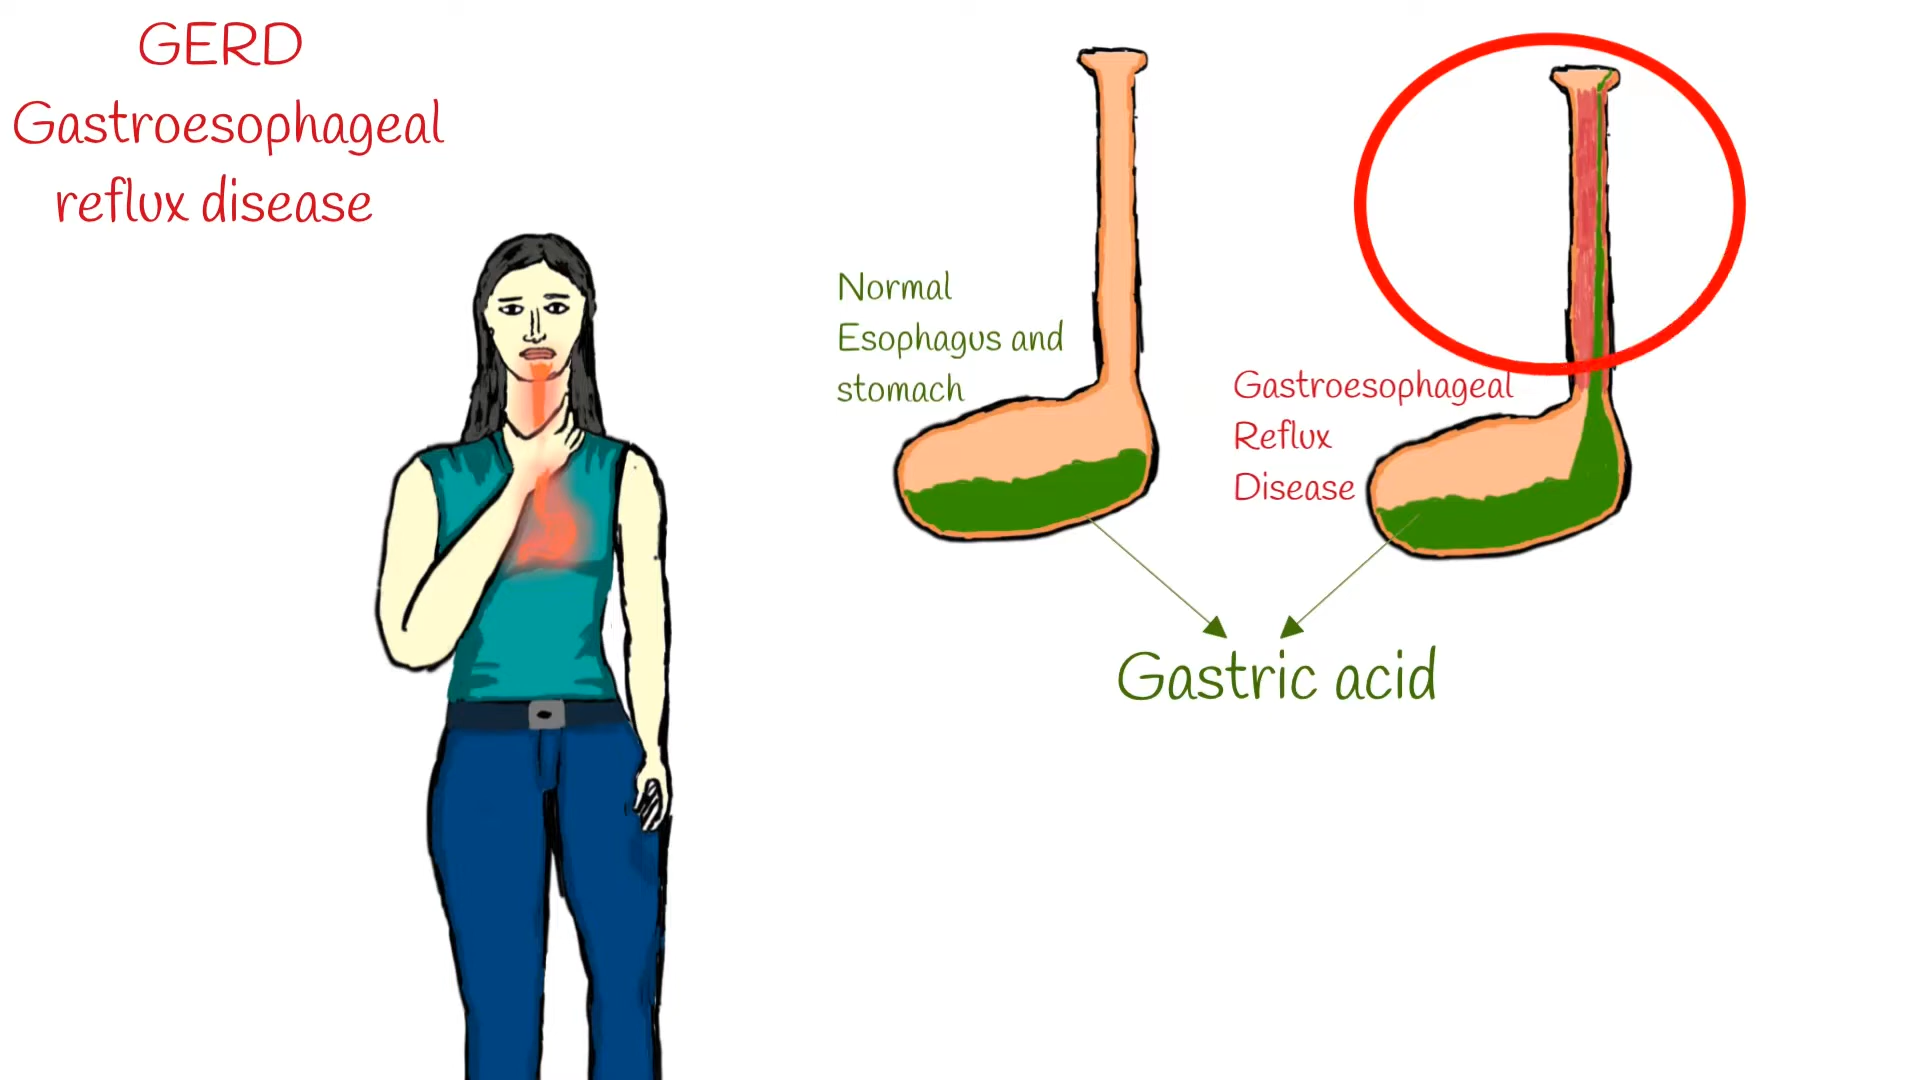 GERD
Gastroesophageal
reflux disease
Normal
Esophagus and
stomach
Gastroesophageal
Reflux
Disease
Gastric acid